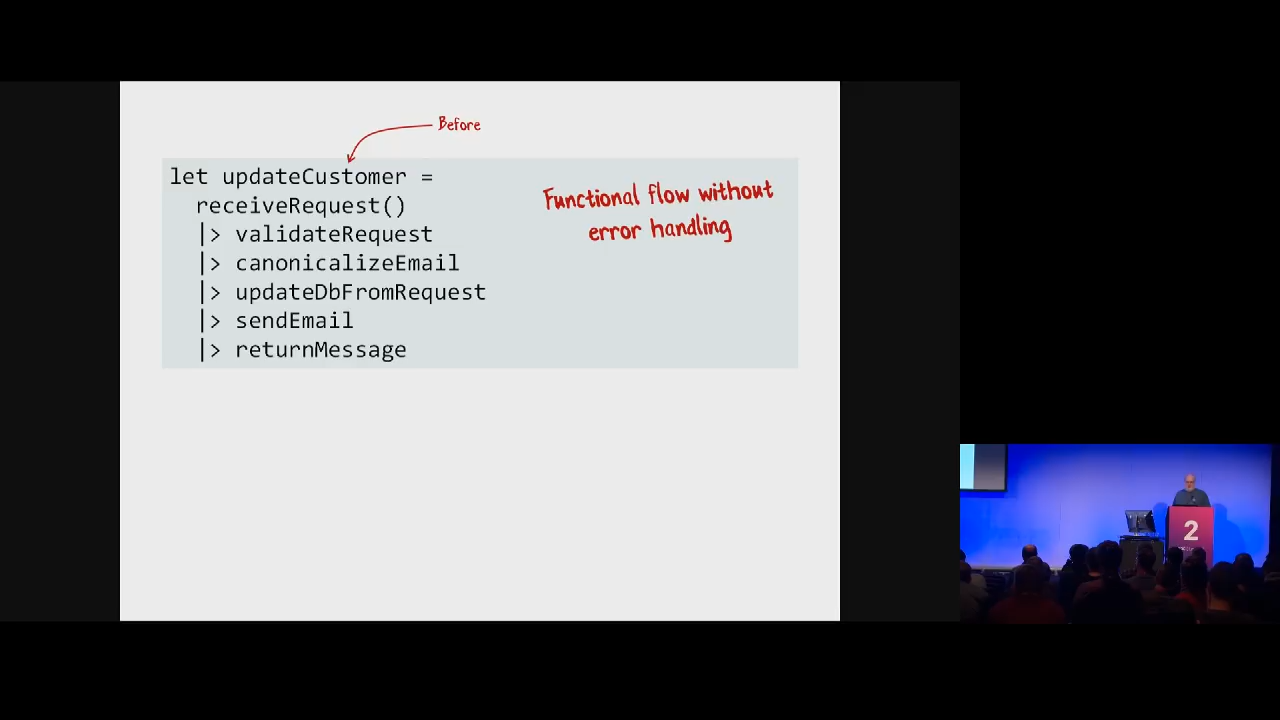 Before
let updateCustomer =
receiveRequest()
|> validateRequest
|> canonicalizeEmail
|> updateDbFromRequest
|> sendEmail
|> returnMessage
Functional flow without
error handling
2